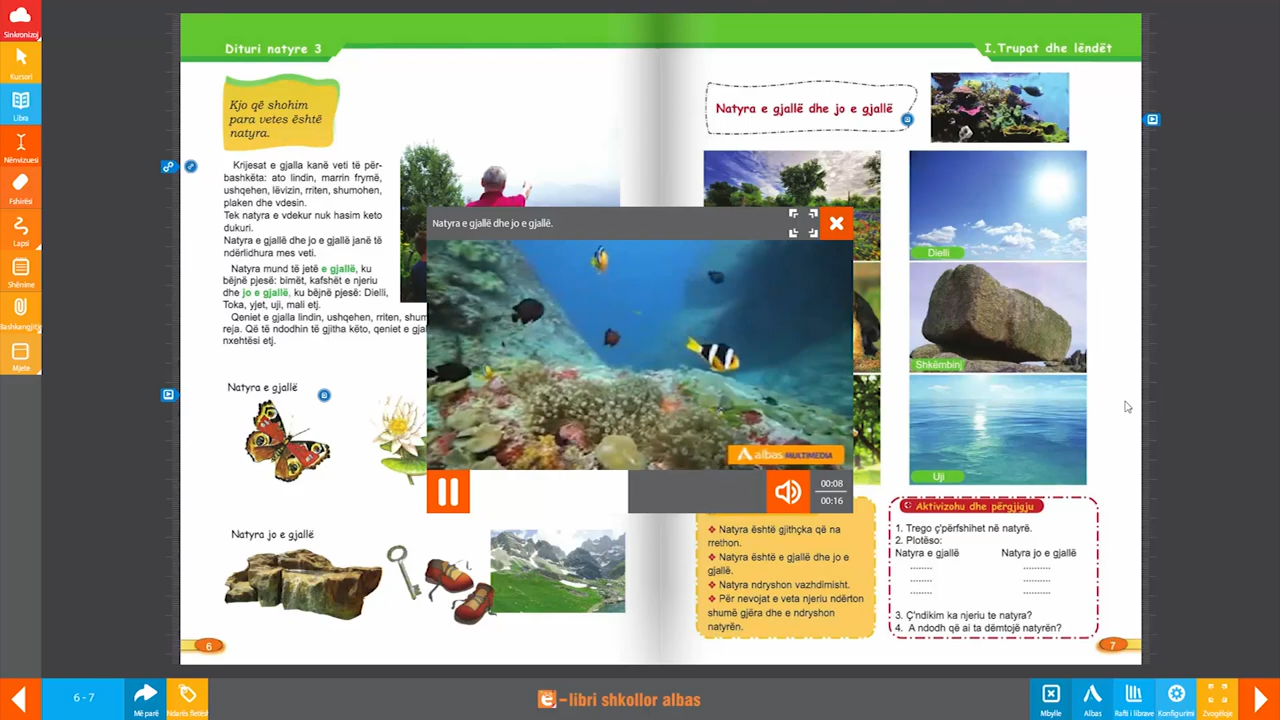 Sinkronizoj
Kursori
Libra
Nënvizuesi
Fshirësi
Lapsi
Shënime
Bashkangjitj
Mjete
Dituri natyre 3
Kjo që shohim
para vetes është
natyra.
Krijesat e gjalla kanë veti të për-
bashkëta: ato lindin, marrin frymë,
ushqehen, lëvizin, rriten, shumohen,
plaken dhe vdesin.
Tek natyra e vdekur nuk hasim keto
dukuri.
Natyra e gjallë dhe jo e gjallë janë të
ndërlidhura mes veti.
Natyra mund të jetë e gjallë, ku
bëjnë pjesë: bimët, kafshët e njeriu
dhe jo e gjallë, ku bëjnë pjesë: Dielli,
Toka, yjet, uji, mali etj.
Qeniet e gjalla lindin, ushqehen, rriten, shum
reja. Që të ndodhin të gjitha këto, qeniet e gja
nxehtësi etj.
Natyra e gjallë
Natyra jo e gjallë
6
Natyra e gjallë dhe jo e gjallë.
albas MULTIMEDIA
00:08
00:16
I.Trupat dhe lëndët
Natyra e gjallë dhe jo e gjallë
Dielli
Shkëmbinj
Uji
❖ Natyra është gjithçka që na
rrethon.
❖ Natyra është e gjallë dhe jo e
gjallë.
❖ Natyra ndryshon vazhdimisht.
❖ Për nevojat e veta njeriu ndërton
shumë gjëra dhe e ndryshon
natyrën.
Aktivizohu dhe përgjigju
1. Trego ç'përfshihet në natyrë.
2. Plotëso:
Natyra e gjallë Natyra jo e gjallë
........ .........
........ .........
........ .........
3. Ç'ndikim ka njeriu te natyra?
4. A ndodh që ai ta dëmtojë natyrën?
7
6 - 7
Më parë
Ndarës fletësh
ë-libri shkollor albas
Mbylle
Albas
Rafti i librave
Konfigurimi
Zvogëloje